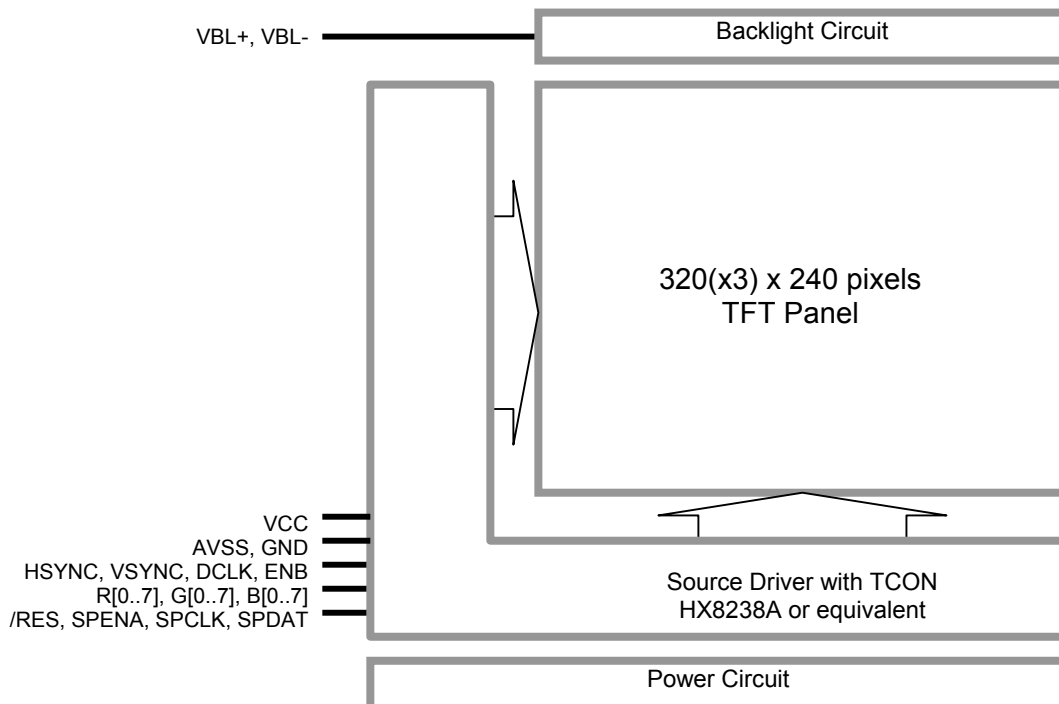 VBL+, VBL-
Backlight Circuit
320(x3) x 240 pixels
TFT Panel
VCC
AVSS, GND
HSYNC, VSYNC, DCLK, ENB
R[0..7], G[0..7], B[0..7]
/RES, SPENA, SPCLK, SPDAT
Source Driver with TCON
HX8238A or equivalent
Power Circuit